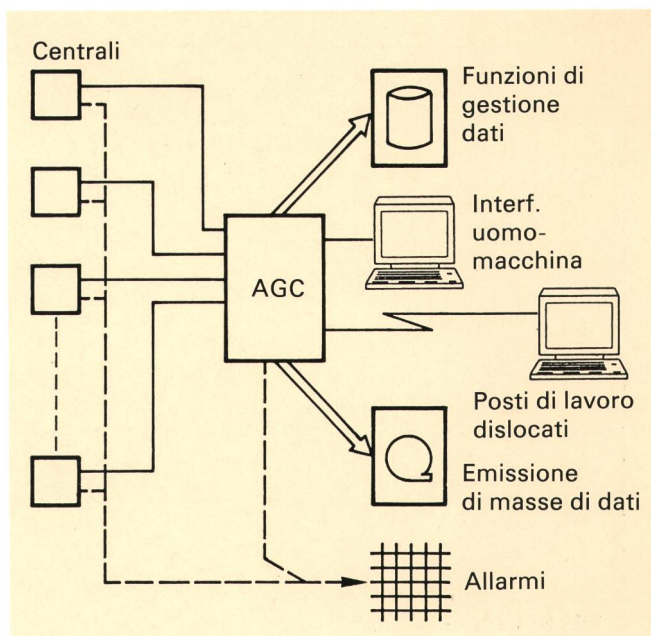 Centrali
Funzioni di
gestione
dati
Interf.
uomo-
macchina
AGC
Posti di lavoro
dislocati
Emissione
di masse di dati
Allarmi